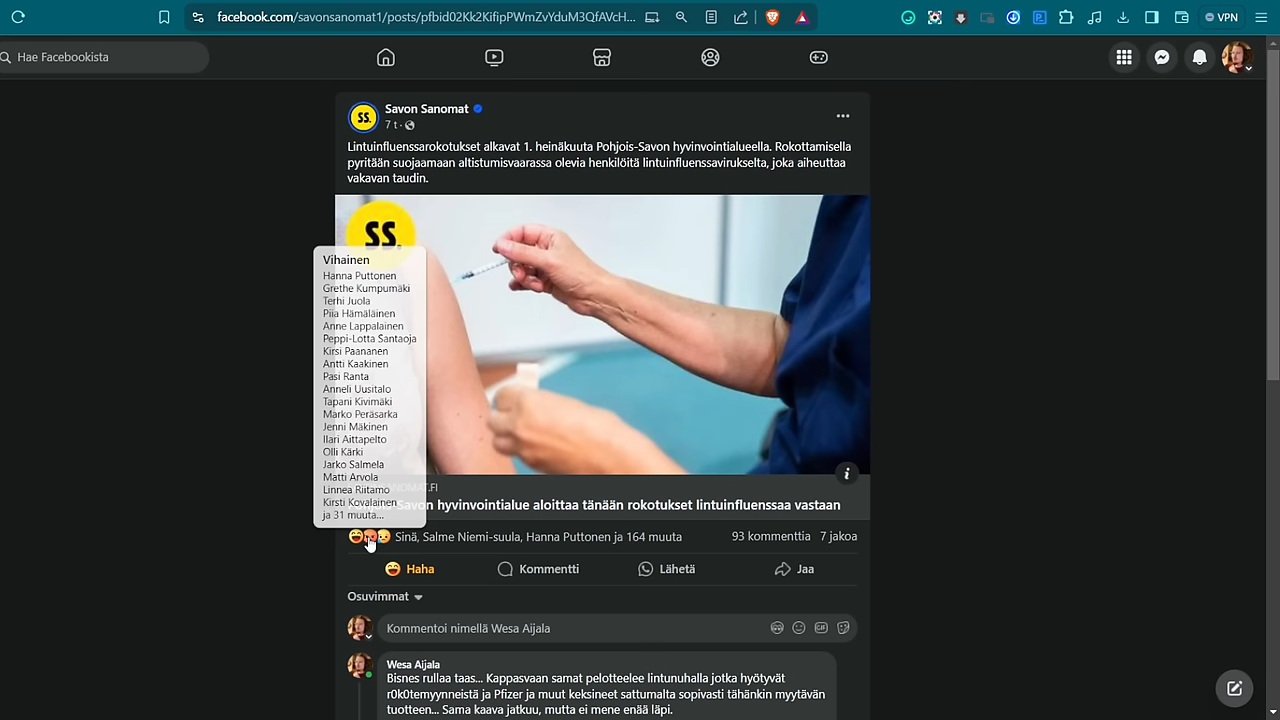 facebook.com/savonsanomat1/posts/pfbid02Kk2KifipPWmZvYduM3QfAVcH...
VPN
Hae Facebookista
SS.
Savon Sanomat
7 t ·
Lintuinfluenssarokotukset alkavat 1. heinäkuuta Pohjois-Savon hyvinvointialueella. Rokottamisella
pyritään suojaamaan altistumisvaarassa olevia henkilöitä lintuinfluenssavirukselta, joka aiheuttaa
vakavan taudin.
SS.
Vihainen
Hanna Puttonen
Grethe Kumpumäki
Terhi Juola
Piia Hämäläinen
Anne Lappalainen
Peppi-Lotta Santaoja
Kirsi Paananen
Antti Kaakinen
Pasi Ranta
Anneli Uusitalo
Tapani Kivimäki
Marko Peräsarka
Jenni Mäkinen
Ilari Aittapelto
Olli Kärki
Jarko Salmela
Matti Arvola
Linnea Riitamo
Kirsti Kovalainen
ja 31 muuta...
NOMAT.FI
-Savon hyvinvointialue aloittaa tänään rokotukset lintuinfluenssaa vastaan
Sinä, Salme Niemi-suula, Hanna Puttonen ja 164 muuta
93 kommenttia 7 jakoa
Haha Kommentti Lähetä Jaa
Osuvimmat
Kommentoi nimellä Wesa Aijala
GIF
Wesa Aijala
Bisnes rullaa taas... Kappasvaan samat pelotteelee lintunuhalla jotka hyötyvät
r0k0temyynneistä ja Pfizer ja muut keksineet sattumalta sopivasti tähänkin myytävän
tuotteen... Sama kaava jatkuu, mutta ei mene enää läpi.